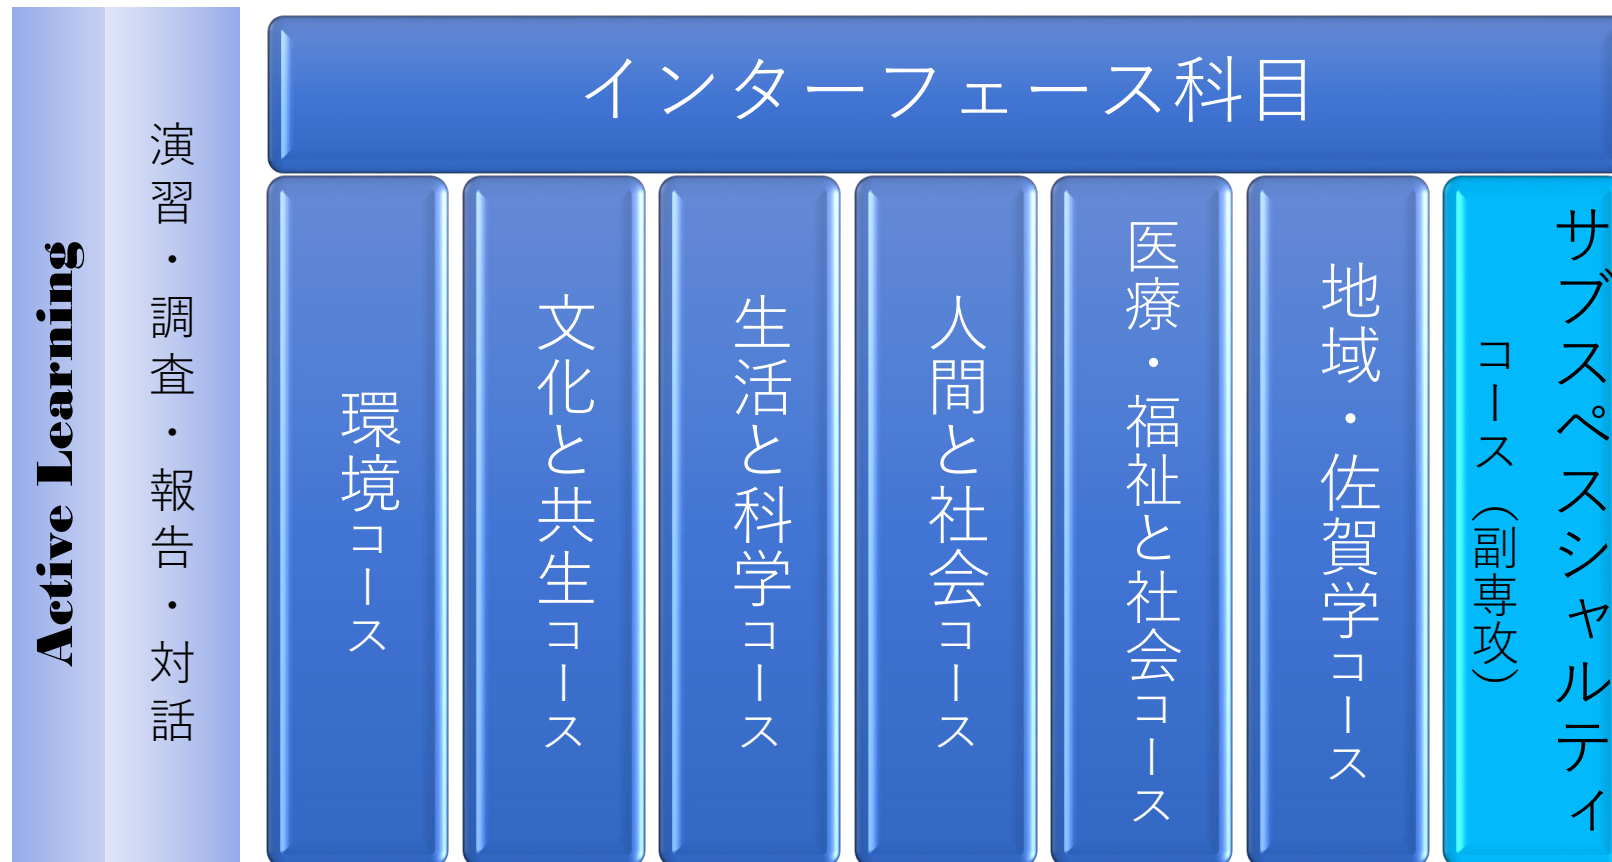 Active Learning
演習・調査・報告・対話
インターフェース科目
環境コース
文化と共生コース
生活と科学コース
人間と社会コース
医療・福祉と社会コース
地域・佐賀学コース
サブスペスシャルティ
コース（副専攻）